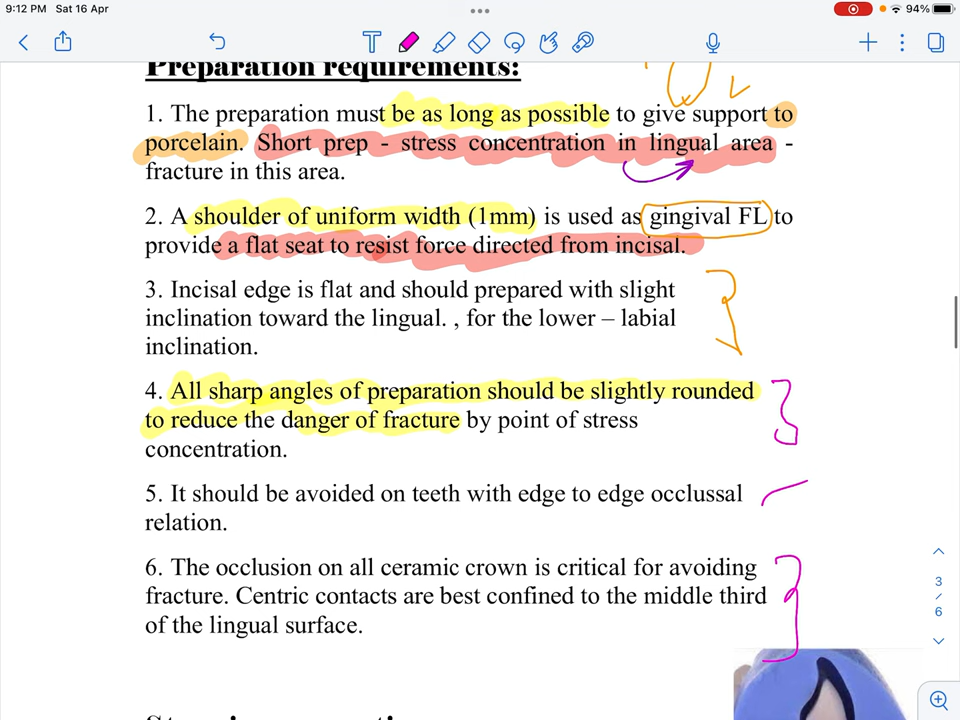 9:12 PM Sat 16 Apr
94%
T
Preparation requirements:
1. The preparation must be as long as possible to give support to
porcelain. Short prep - stress concentration in lingual area -
fracture in this area.
2. A shoulder of uniform width (1mm) is used as gingival FL to
provide a flat seat to resist force directed from incisal.
3. Incisal edge is flat and should prepared with slight
inclination toward the lingual. , for the lower – labial
inclination.
4. All sharp angles of preparation should be slightly rounded
to reduce the danger of fracture by point of stress
concentration.
5. It should be avoided on teeth with edge to edge occlussal
relation.
6. The occlusion on all ceramic crown is critical for avoiding
fracture. Centric contacts are best confined to the middle third
of the lingual surface.
3
/
6